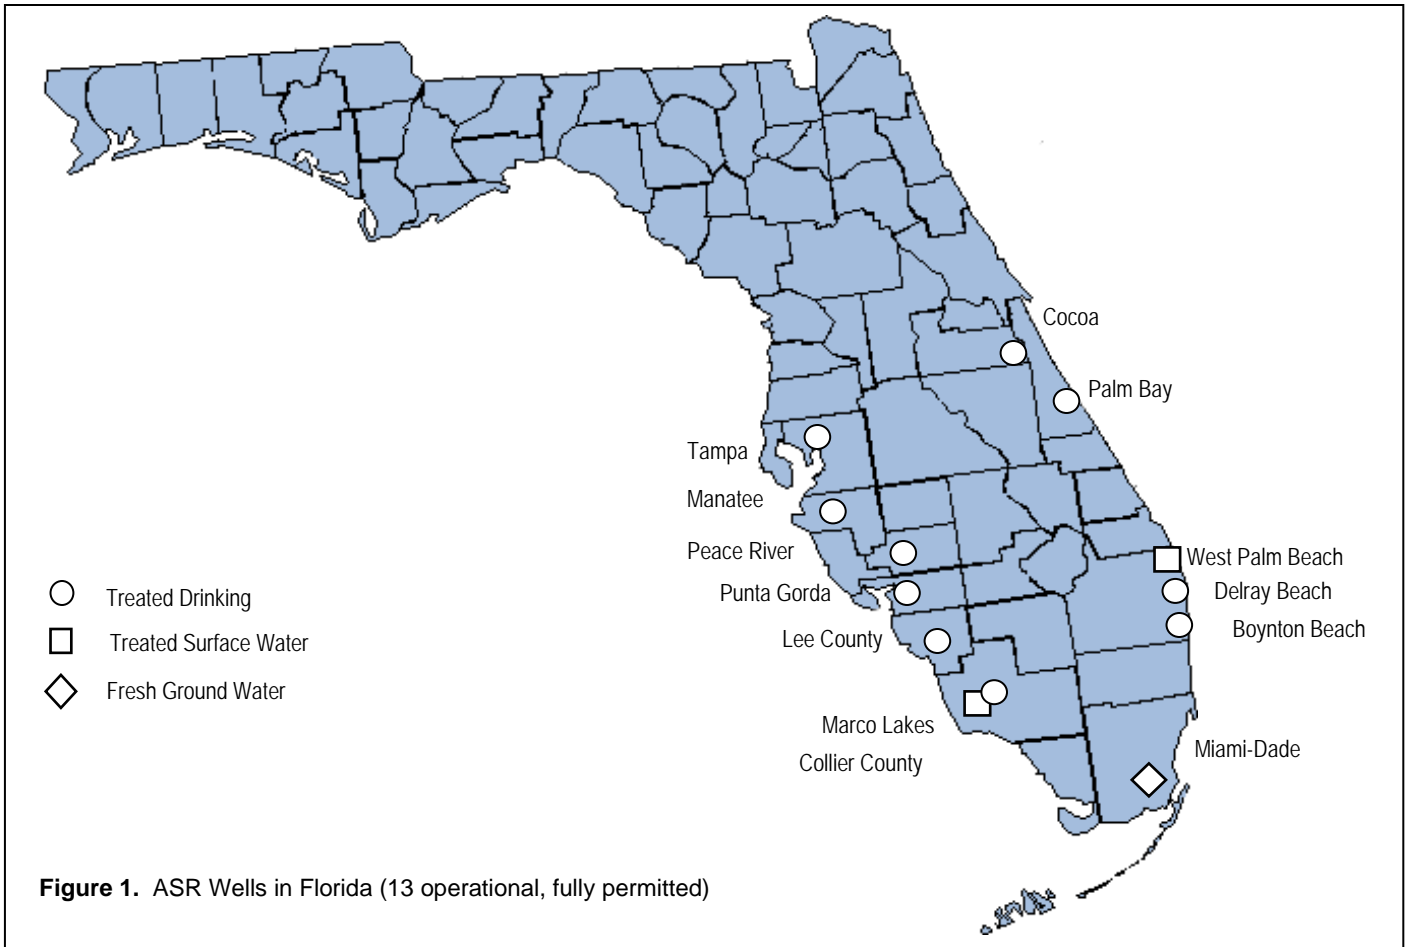 Cocoa
Palm Bay
Tampa
Manatee
Peace River
West Palm Beach
Punta Gorda
Delray Beach
Lee County
Boynton Beach
Marco Lakes
Collier County
Miami-Dade
Treated Drinking
Treated Surface Water
Fresh Ground Water
Figure 1. ASR Wells in Florida (13 operational, fully permitted)